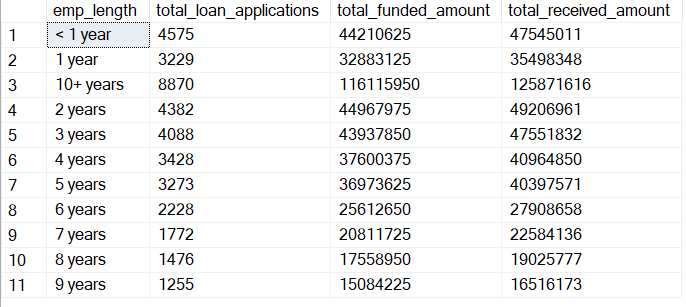 emp_length total_loan_applications total_funded_amount total_received_amount
1 < 1 year 4575 44210625 47545011
2 1 year 3229 32883125 35498348
3 10+ years 8870 116115950 125871616
4 2 years 4382 44967975 49206961
5 3 years 4088 43937850 47551832
6 4 years 3428 37600375 40964850
7 5 years 3273 36973625 40397571
8 6 years 2228 25612650 27908658
9 7 years 1772 20811725 22584136
10 8 years 1476 17558950 19025777
11 9 years 1255 15084225 16516173